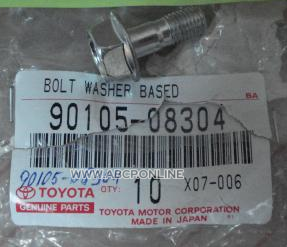 BOLT WASHER BASED
BA
90105-08304
WWW.ABCPONLINE
90105-08304
TOYOTA QTY: 10 X07-006
GENUINE PARTS
TOYOTA MOTOR CORPORATION
MADE IN JAPAN